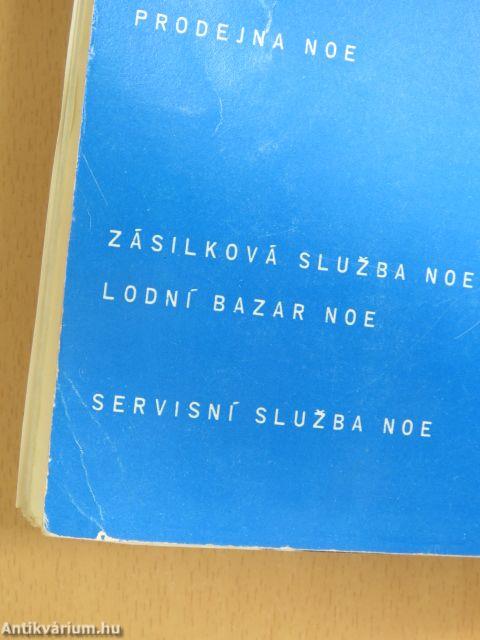 PRODEJNA NOE
ZÁSILKOVÁ SLUŽBA NOE
LODNÍ BAZAR NOE
SERVISNÍ SLUŽBA NOE
Antikvárium.hu